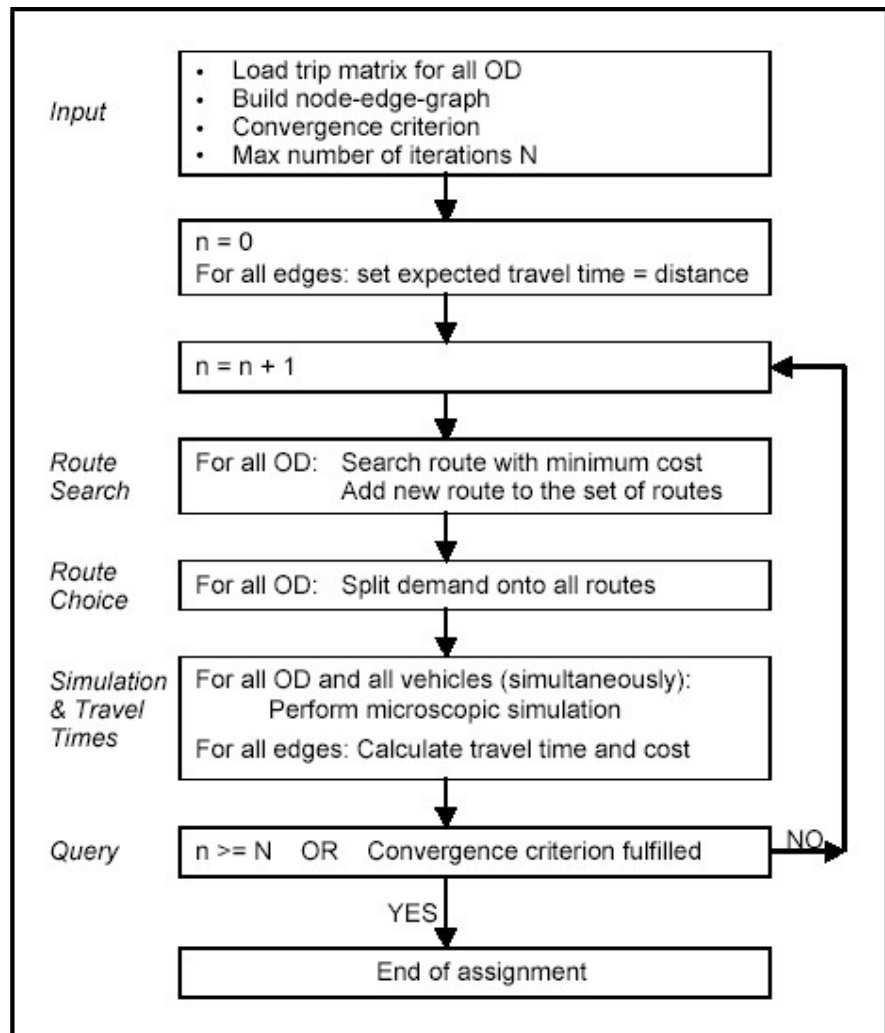 Input
• Load trip matrix for all OD
• Build node-edge-graph
• Convergence criterion
• Max number of iterations N
n = 0
For all edges: set expected travel time = distance
n = n + 1
Route
Search
For all OD: Search route with minimum cost
Add new route to the set of routes
Route
Choice
For all OD: Split demand onto all routes
Simulation
& Travel
Times
For all OD and all vehicles (simultaneously):
Perform microscopic simulation
For all edges: Calculate travel time and cost
Query
n >= N OR Convergence criterion fulfilled
NO
YES
End of assignment